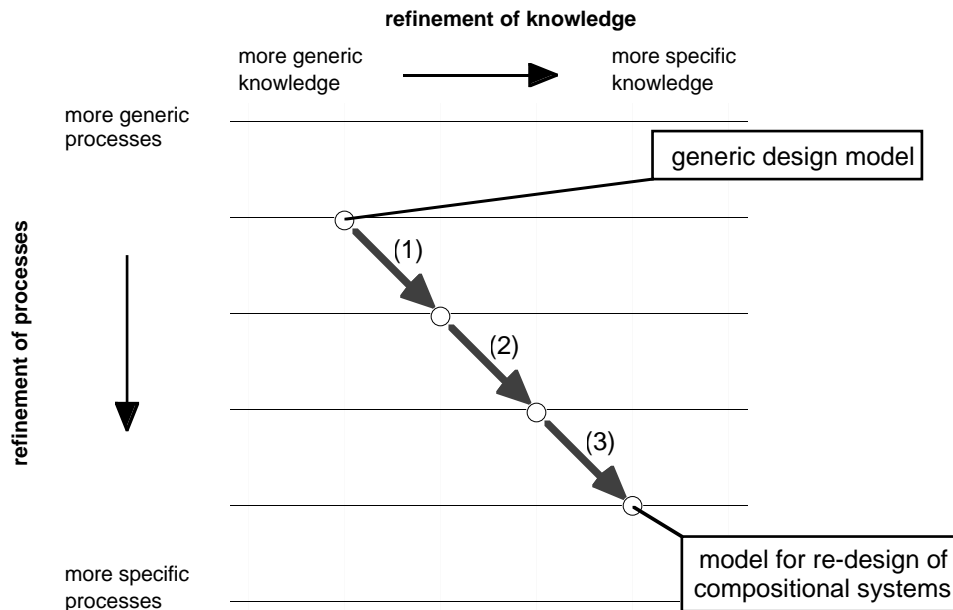 refinement of knowledge
more generic
knowledge
more specific
knowledge
more generic
processes
generic design model
refinement of processes
(1)
(2)
(3)
model for re-design of
compositional systems
more specific
processes